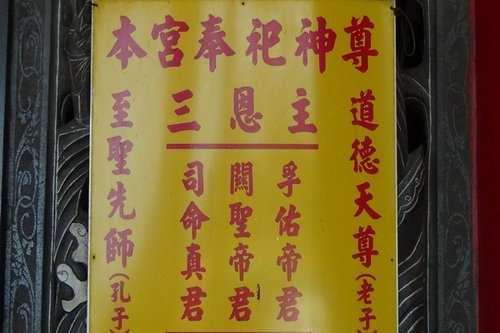 本宮奉祀神尊
三恩主
道德天尊(老子
孚佑帝君
關聖帝君
司命真君
至聖先師(孔子